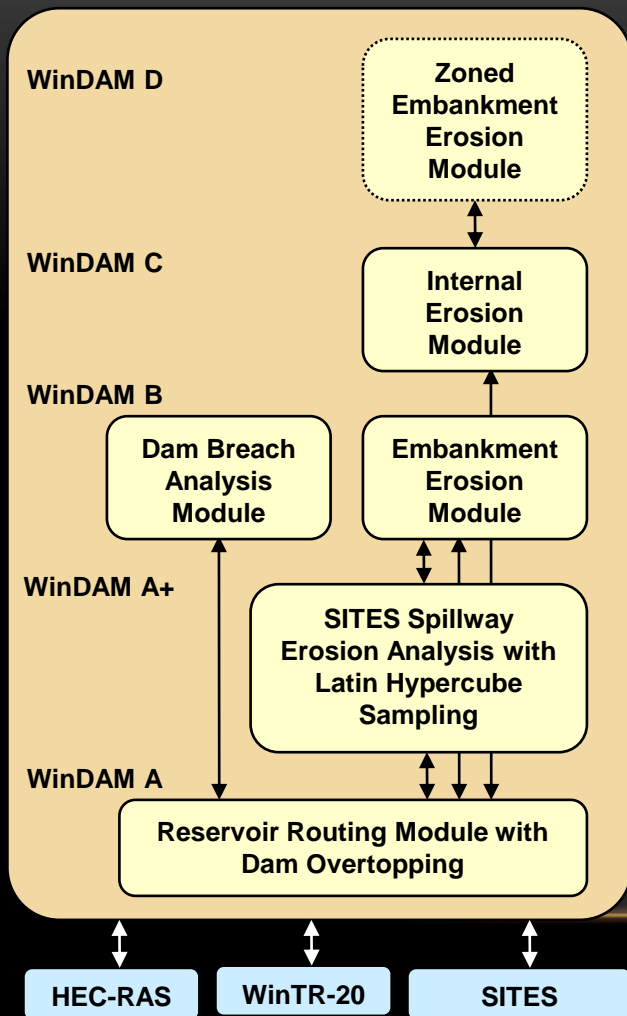 WinDAM D
Zoned
Embankment
Erosion
Module
WinDAM C
Internal
Erosion
Module
WinDAM B
Dam Breach
Analysis
Module
Embankment
Erosion
Module
WinDAM A+
SITES Spillway
Erosion Analysis with
Latin Hypercube
Sampling
WinDAM A
Reservoir Routing Module with
Dam Overtopping
HEC-RAS
WinTR-20
SITES